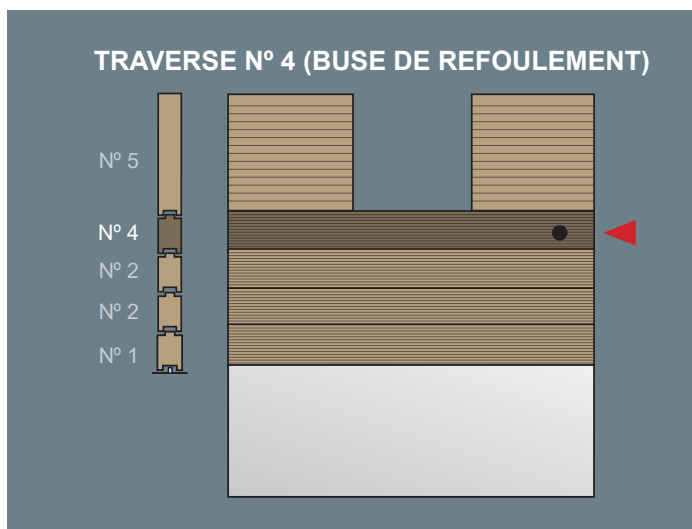 TRAVERSE Nº 4 (BUSE DE REFOULEMENT)
Nº 5
Nº 4
Nº 2
Nº 2
Nº 1